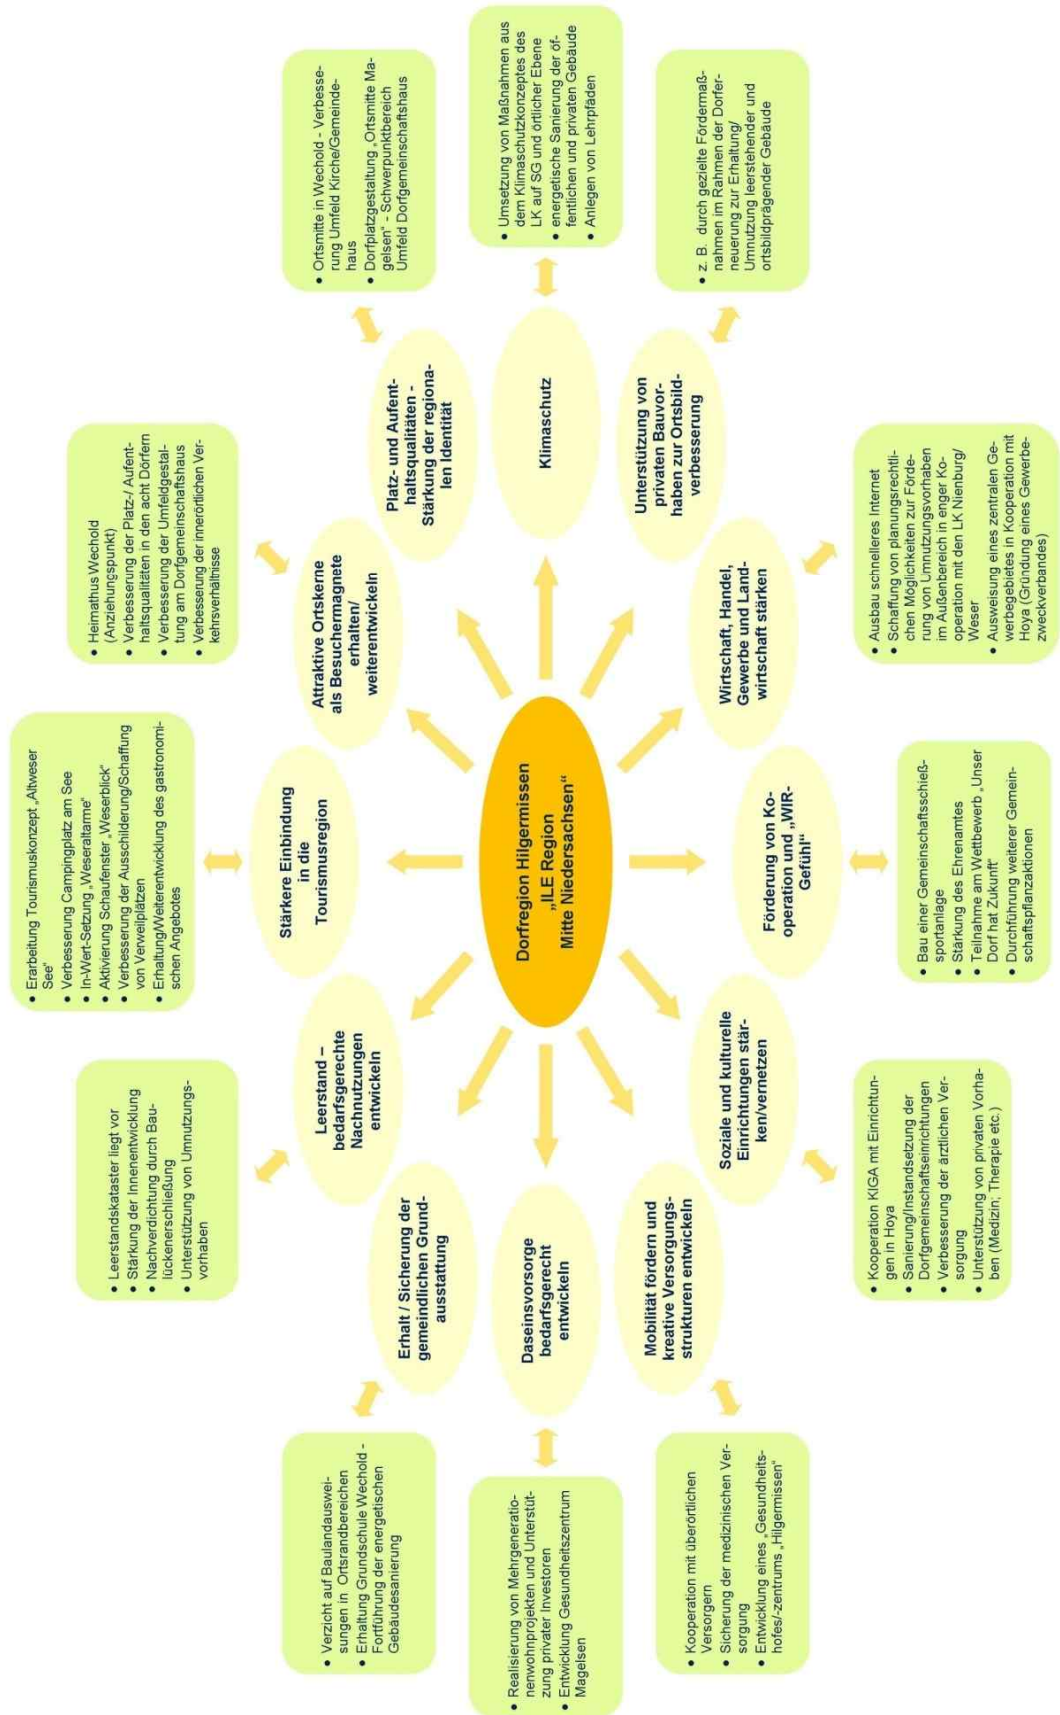 Dorfregion Hilgermissen
„ILE Region
Mitte Niedersachsen“
Stärkere Einbindung
in die
Tourismusregion
• Erarbeitung Tourismuskonzept „Altweser
See“
• Verbesserung Campingplatz am See
• In-Wert-Setzung „Weseraltarme“
• Aktivierung Schaufenster „Weserblick“
• Verbesserung der Ausschilderung/Schaffung
von Verweilplätzen
• Erhaltung/Weiterentwicklung des gastronomi-
schen Angebotes
Attraktive Ortskerne
als Besuchermagnete
erhalten/
weiterentwickeln
• Heimathus Wechold
(Anziehungspunkt)
• Verbesserung der Platz-/ Aufent-
haltsqualitäten in den acht Dörfern
• Verbesserung der Umfeldgestal-
tung am Dorfgemeinschaftshaus
• Verbesserung der innerörtlichen Ver-
kehrsverhältnisse
Platz- und Aufent-
haltsqualitäten -
Stärkung der regiona-
len Identität
• Ortsmitte in Wechold - Verbesse-
rung Umfeld Kirche/Gemeinde-
haus
• Dorfplatzgestaltung „Ortsmitte Ma-
gelsen“ - Schwerpunktbereich
Umfeld Dorfgemeinschaftshaus
Klimaschutz
• Umsetzung von Maßnahmen aus
dem Klimaschutzkonzeptes des
LK auf SG und örtlicher Ebene
• energetische Sanierung der öf-
fentlichen und privaten Gebäude
• Anlegen von Lehrpfäden
Unterstützung von
privaten Bauvor-
haben zur Ortsbild-
verbesserung
• z. B. durch gezielte Fördermaß-
nahmen im Rahmen der Dorfer-
neuerung zur Erhaltung/
Umnutzung leerstehender und
ortsbildprägender Gebäude
Wirtschaft, Handel,
Gewerbe und Land-
wirtschaft stärken
• Ausbau schnelleres Internet
• Schaffung von planungsrechtli-
chen Möglichkeiten zur Förde-
rung von Umnutzungsvorhaben
im Außenbereich in enger Ko-
operation mit den LK Nienburg/
Weser
• Ausweisung eines zentralen Ge-
werbegebietes in Kooperation mit
Hoya (Gründung eines Gewerbe-
zweckverbandes)
Förderung von Ko-
operation und „WIR-
Gefühl“
• Bau einer Gemeinschaftsschieß-
sportanlage
• Stärkung des Ehrenamtes
• Teilnahme am Wettbewerb „Unser
Dorf hat Zukunft“
• Durchführung weiterer Gemein-
schaftspflanzaktionen
Soziale und kulturelle
Einrichtungen stär-
ken/vernetzen
• Kooperation KIGA mit Einrichtun-
gen in Hoya
• Sanierung/Instandsetzung der
Dorfgemeinschaftseinrichtungen
• Verbesserung der ärztlichen Ver-
sorgung
• Unterstützung von privaten Vorha-
ben (Medizin; Therapie etc.)
Mobilität fördern und
kreative Versorgungs-
strukturen entwickeln
• Kooperation mit überörtlichen
Versorgern
• Sicherung der medizinischen Ver-
sorgung
• Entwicklung eines „Gesundheits-
hofes/-zentrums „Hilgermissen“
Daseinsvorsorge
bedarfsgerecht
entwickeln
• Realisierung von Mehrgeneratio-
nenwohnprojekten und Unterstüt-
zung privater Investoren
• Entwicklung Gesundheitszentrum
Magelsen
Erhalt / Sicherung der
gemeindlichen Grund-
ausstattung
• Verzicht auf Baulandauswei-
sungen in Ortsrandbereichen
• Erhaltung Grundschule Wechold -
Fortführung der energetischen
Gebäudesanierung
Leerstand –
bedarfsgerechte
Nachnutzungen
entwickeln
• Leerstandskataster liegt vor
• Stärkung der Innenentwicklung
• Nachverdichtung durch Bau-
lückenerschließung
• Unterstützung von Umnutzungs-
vorhaben